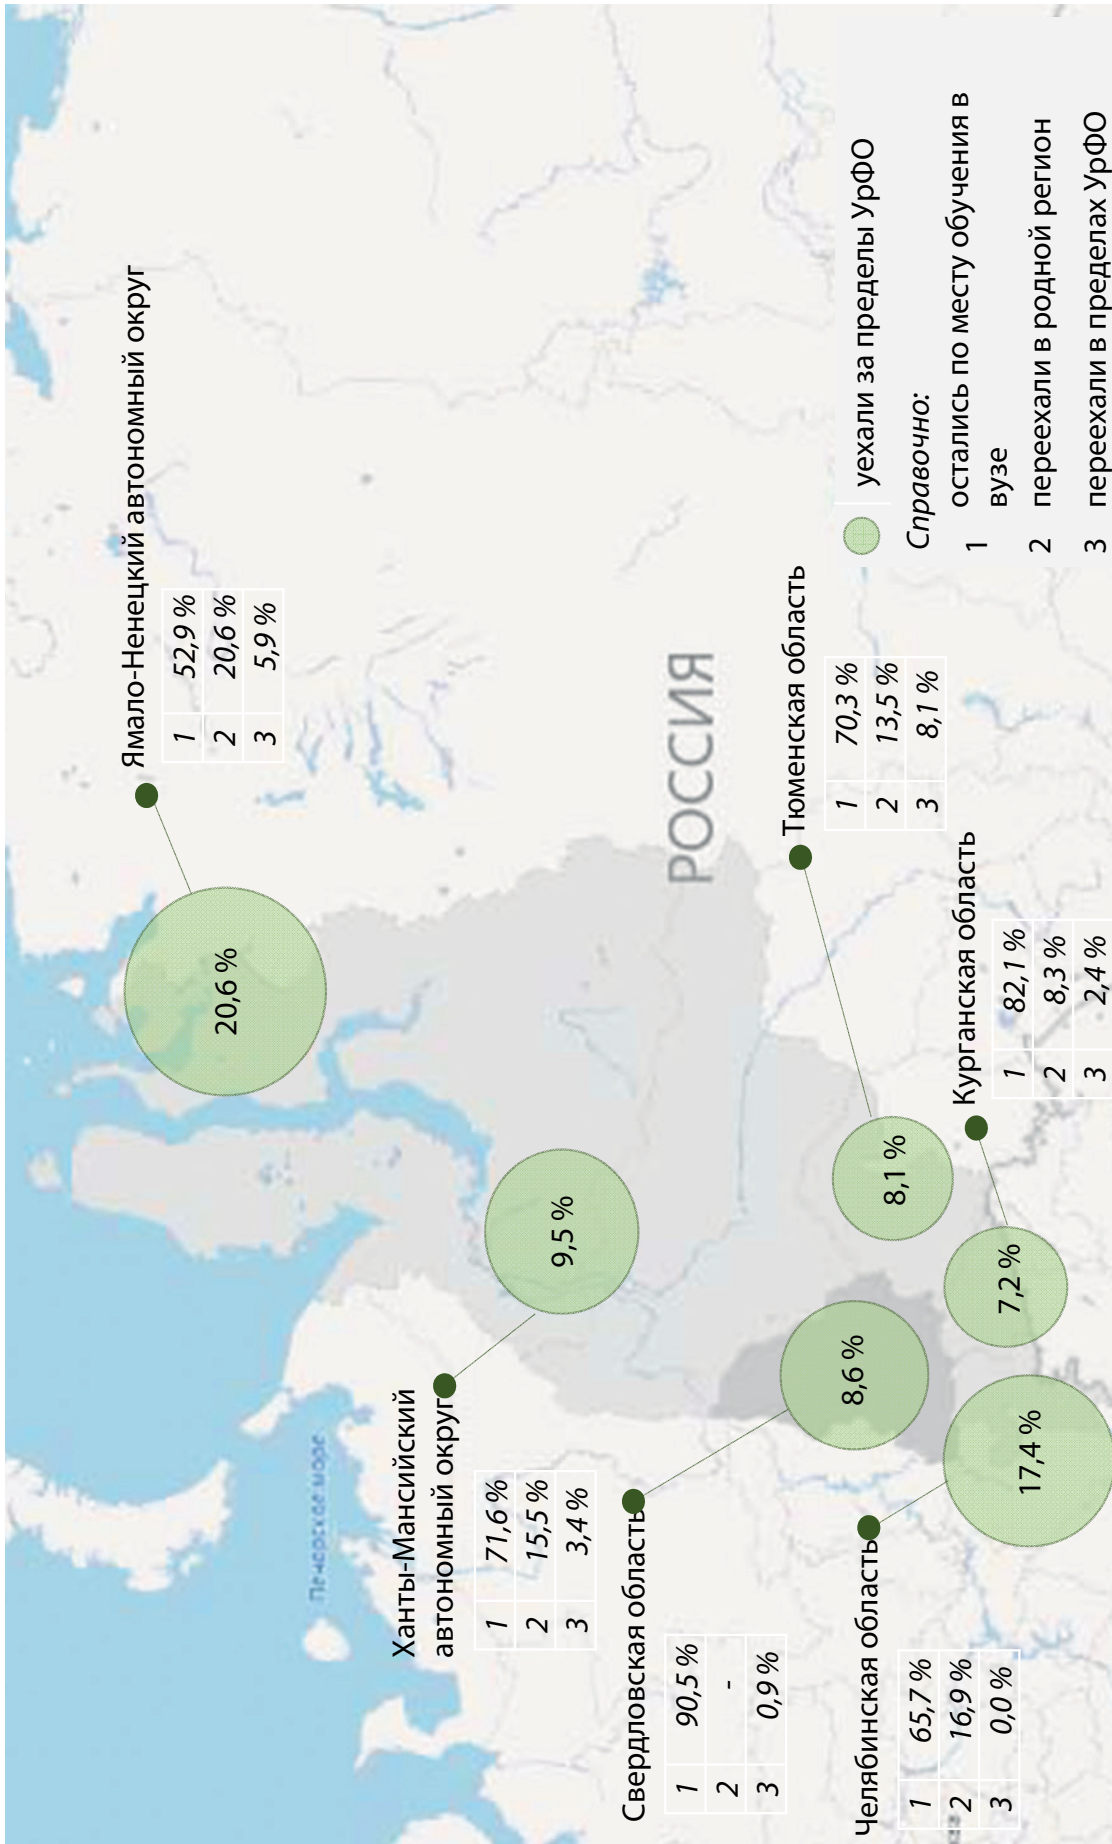 Ямало-Ненецкий автономный округ
1 52,9 %
2 20,6 %
3 5,9 %
20,6 %
Печорское море
Ханты-Мансийский
автономный округ
1 71,6 %
2 15,5 %
3 3,4 %
9,5 %
РОССИЯ
Свердловская область
1 90,5 %
2 -
3 0,9 %
8,6 %
Тюменская область
1 70,3 %
2 13,5 %
3 8,1 %
8,1 %
Челябинская область
1 65,7 %
2 16,9 %
3 0,0 %
17,4 %
Курганская область
1 82,1 %
2 8,3 %
3 2,4 %
7,2 %
уехали за пределы УрФО
Справочно:
1 остались по месту обучения в
вузе
2 переехали в родной регион
3 переехали в пределах УрФО